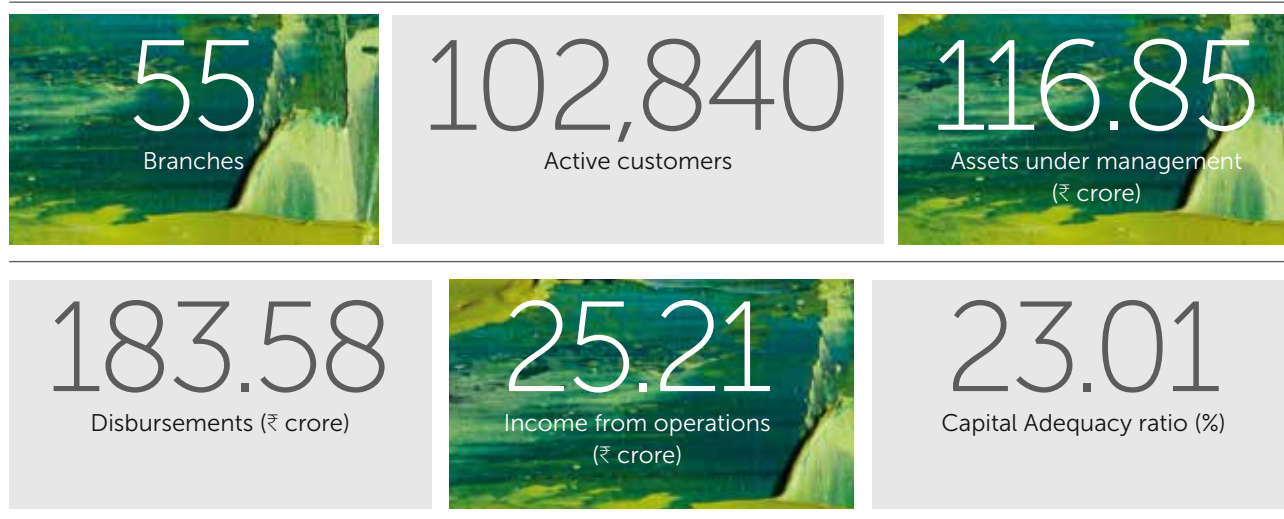 55
Branches
102,840
Active customers
116.85
Assets under management
(₹ crore)
183.58
Disbursements (₹ crore)
25.21
Income from operations
(₹ crore)
23.01
Capital Adequacy ratio (%)